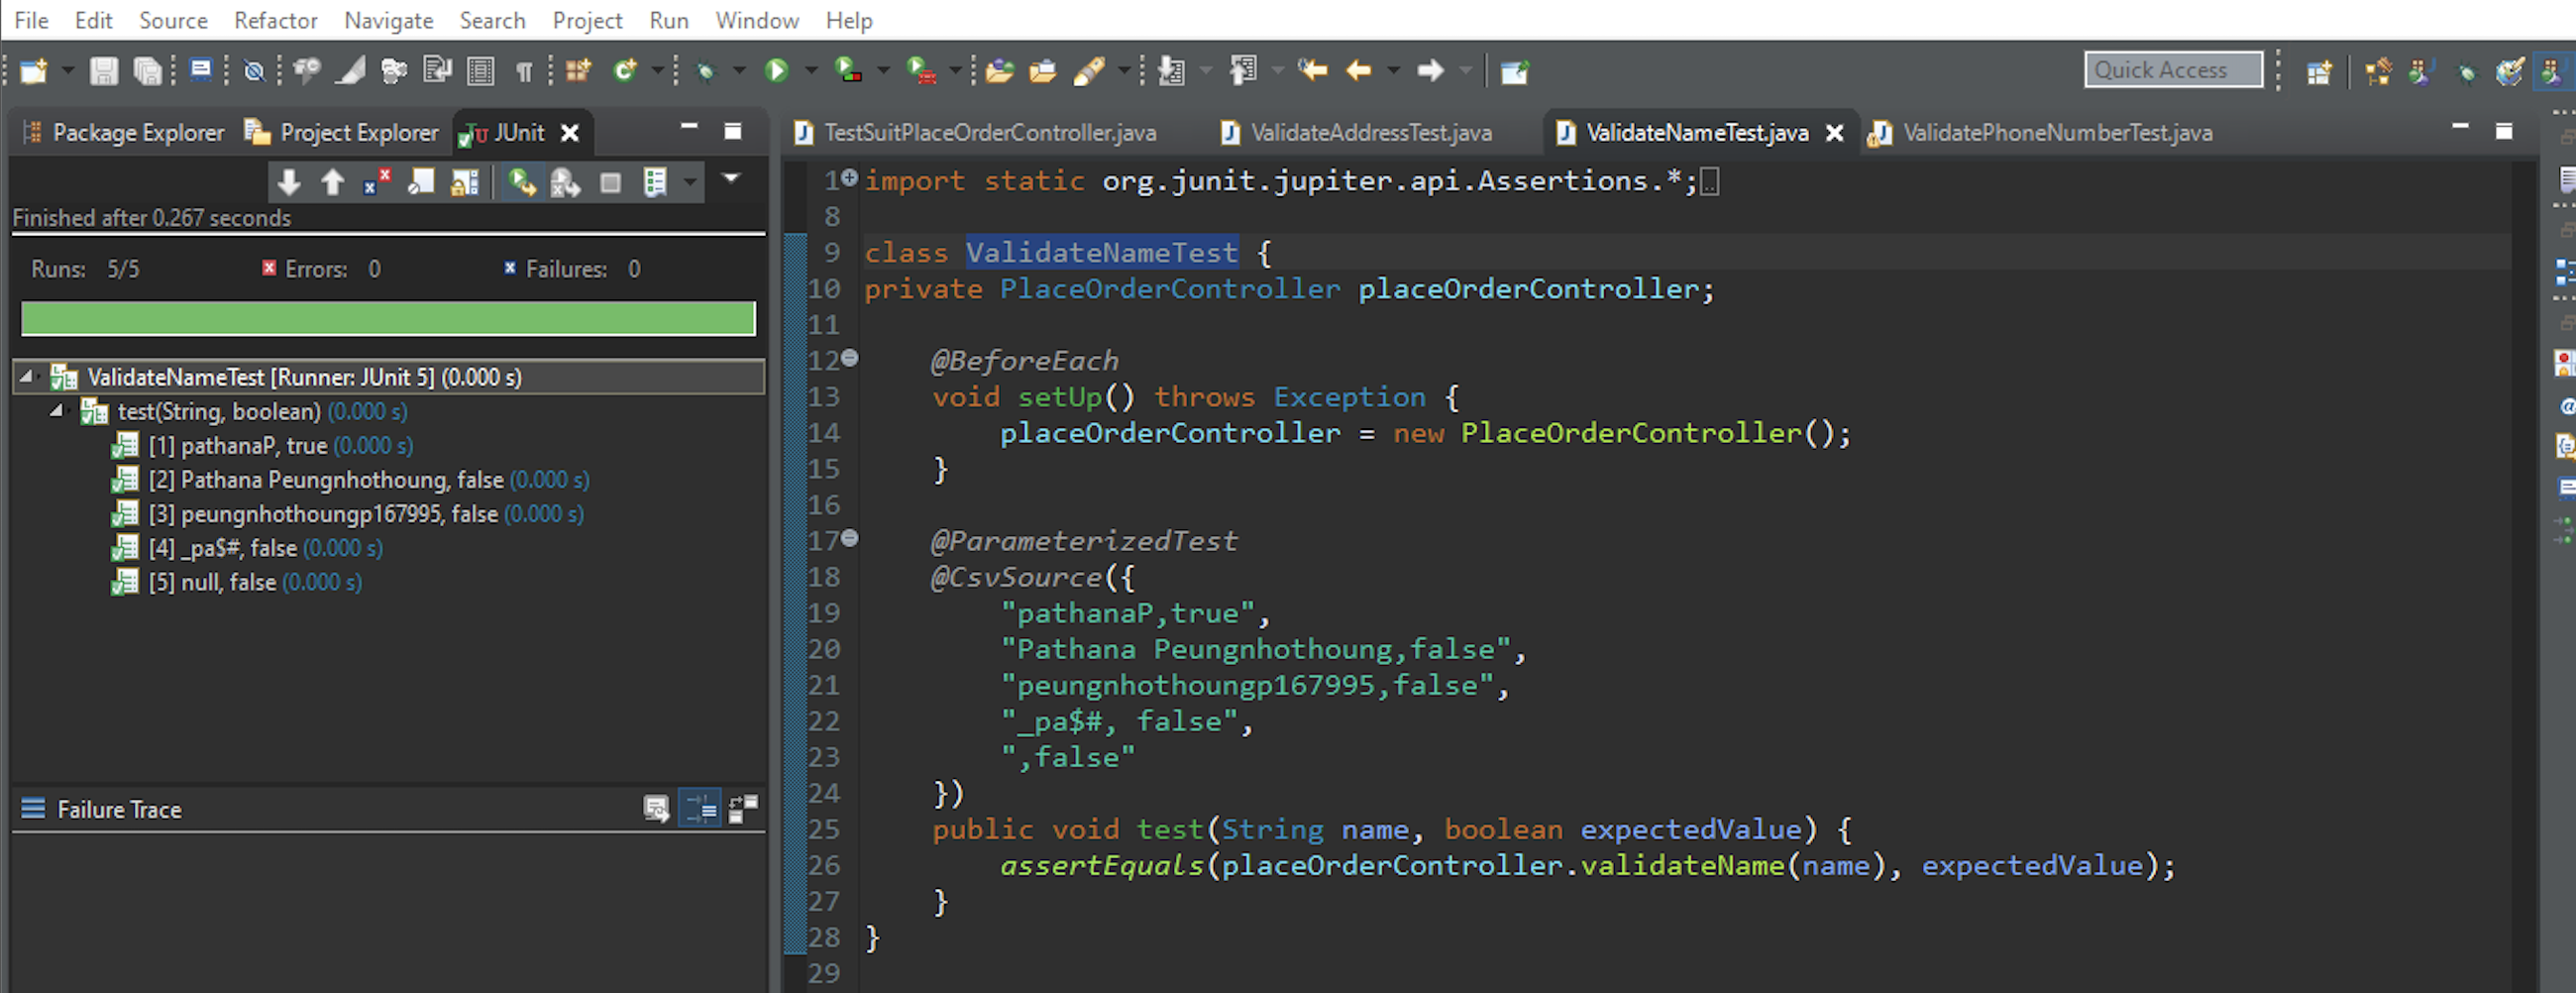 File Edit Source Refactor Navigate Search Project Run Window Help
Quick Access
Package Explorer Project Explorer JUnit
Finished after 0.267 seconds
Runs: 5/5 Errors: 0 Failures: 0
ValidateNameTest [Runner: JUnit 5] (0.000 s)
test(String, boolean) (0.000 s)
[1] pathanaP, true (0.000 s)
[2] Pathana Peungnhothoung, false (0.000 s)
[3] peungnhothoungp167995, false (0.000 s)
[4] _pa$#, false (0.000 s)
[5] null, false (0.000 s)
Failure Trace
TestSuitPlaceOrderController.java ValidateAddressTest.java ValidateNameTest.java ValidatePhoneNumberTest.java
1 import static org.junit.jupiter.api.Assertions.*;
8
9 class ValidateNameTest {
10 private PlaceOrderController placeOrderController;
11
12 @BeforeEach
13 void setUp() throws Exception {
14 placeOrderController = new PlaceOrderController();
15 }
16
17 @ParameterizedTest
18 @CsvSource({
19 "pathanaP,true",
20 "Pathana Peungnhothoung,false",
21 "peungnhothoungp167995,false",
22 "_pa$#, false",
23 ",false"
24 })
25 public void test(String name, boolean expectedValue) {
26 assertEquals(placeOrderController.validateName(name), expectedValue);
27 }
28 }
29